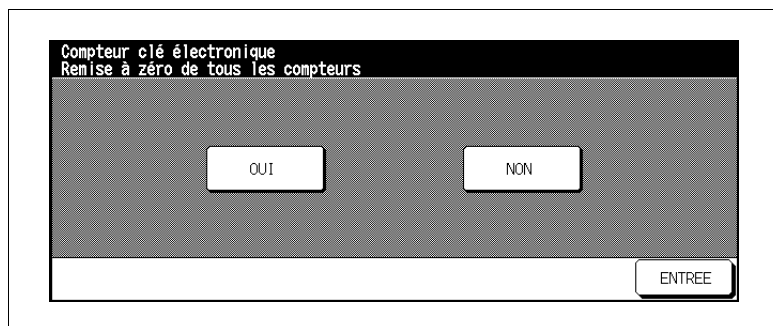 Compteur clé électronique
Remise à zéro de tous les compteurs
OUI
NON
ENTREE